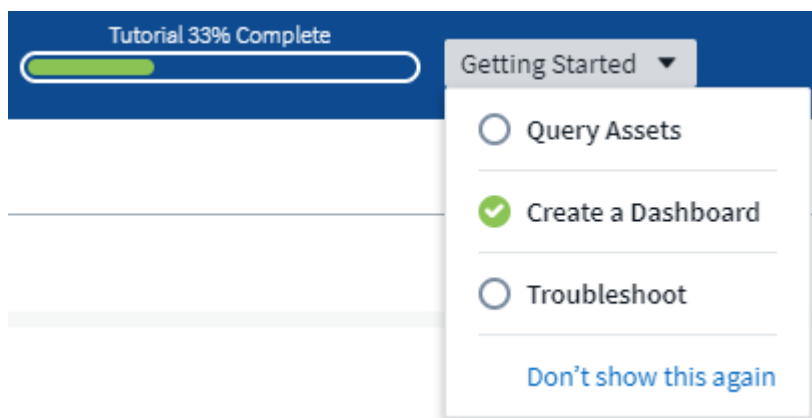 Tutorial 33% Complete
Getting Started
Query Assets
Create a Dashboard
Troubleshoot
Don’t show this again